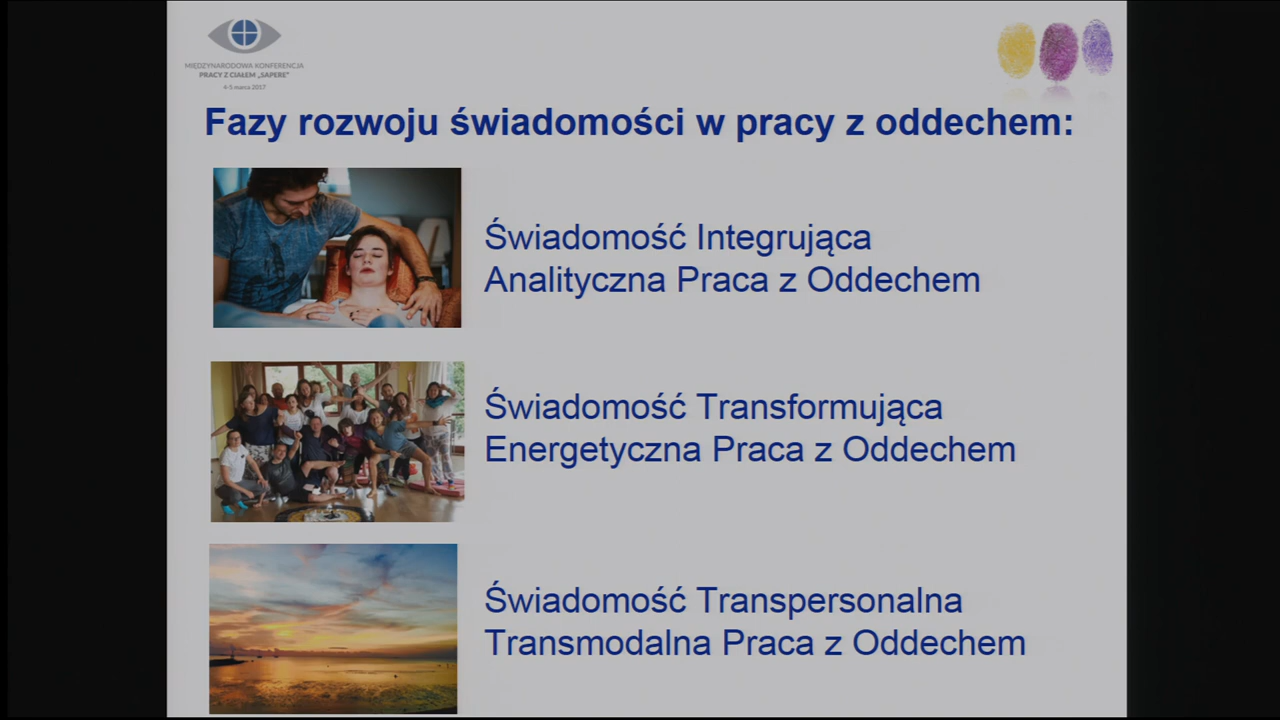 MIĘDZYNARODOWA KONFERENCJA
PRACY Z CIAŁEM „SAPERE”
4-5 marca 2017
Fazy rozwoju świadomości w pracy z oddechem:
Świadomość Integrująca
Analityczna Praca z Oddechem
Świadomość Transformująca
Energetyczna Praca z Oddechem
Świadomość Transpersonalna
Transmodalna Praca z Oddechem